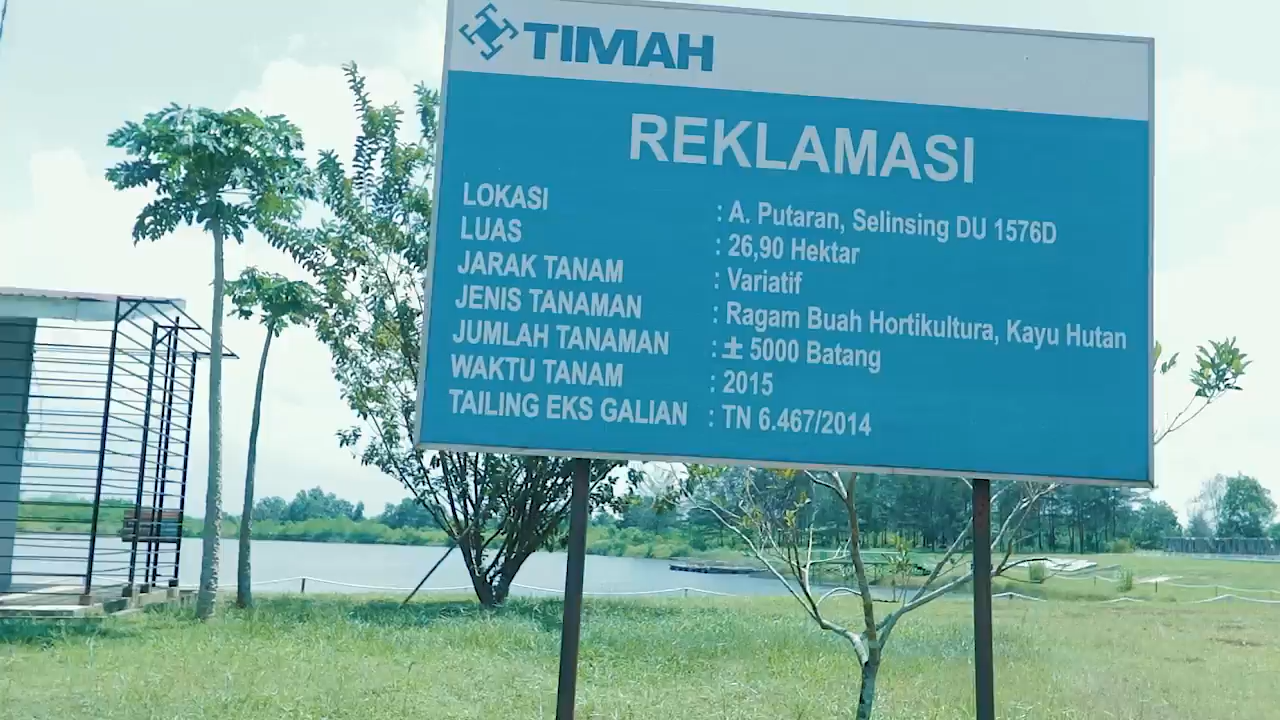 TIMAH
REKLAMASI
LOKASI : A. Putaran, Selinsing DU 1576D
LUAS : 26,90 Hektar
JARAK TANAM : Variatif
JENIS TANAMAN : Ragam Buah Hortikultura, Kayu Hutan
JUMLAH TANAMAN : ± 5000 Batang
WAKTU TANAM : 2015
TAILING EKS GALIAN : TN 6.467/2014